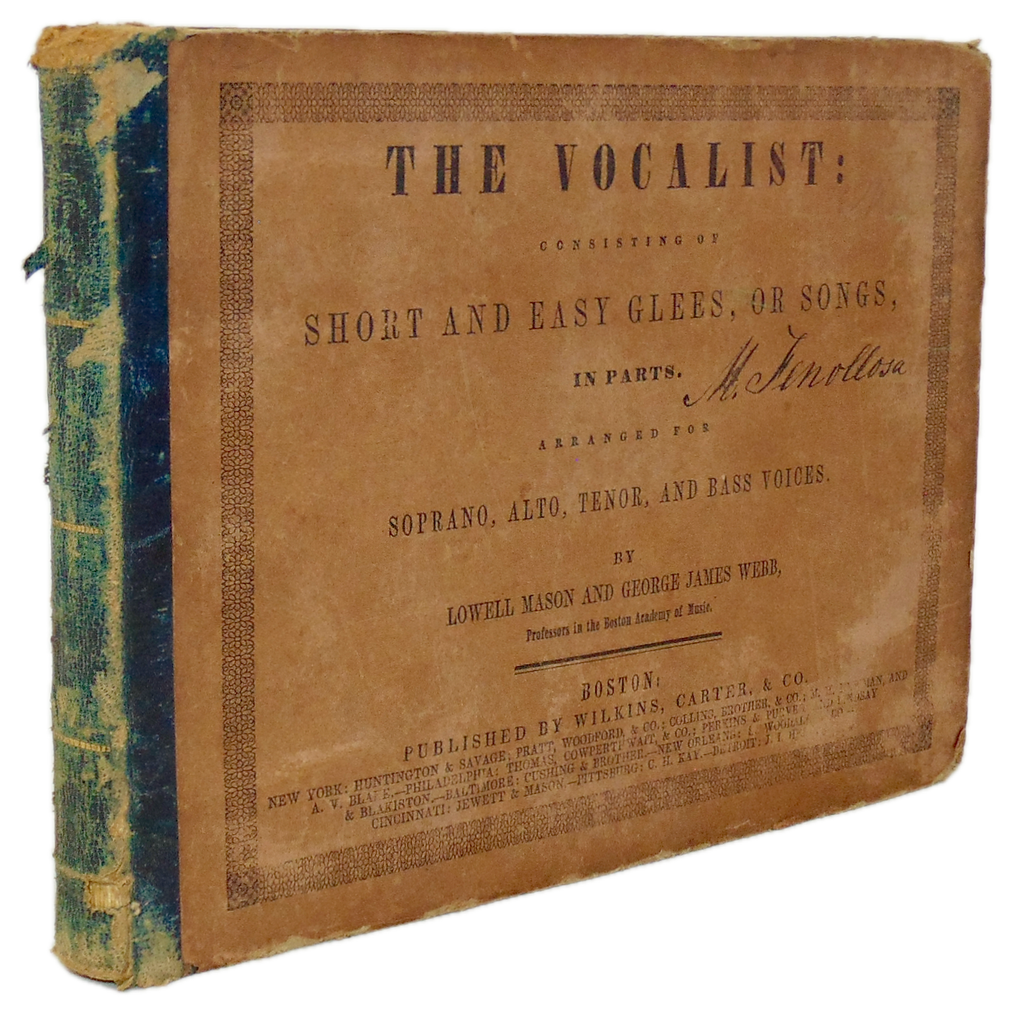 THE VOCALIST:
CONSISTING OF
SHORT AND EASY GLEES, OR SONGS,
IN PARTS.
M. Fenollosa
ARRANGED FOR
SOPRANO, ALTO, TENOR, AND BASS VOICES.
BY
LOWELL MASON AND GEORGE JAMES WEBB,
Professors in the Boston Academy of Music.
BOSTON:
PUBLISHED BY WILKINS, CARTER, & CO.
NEW YORK: HUNTINGTON & SAVAGE; PRATT, WOODFORD, & CO.; COLLINS, BROTHER, & CO.; AND
A. V. BLAKE.—PHILADELPHIA: THOMAS, COWPERTHWAIT, & CO.; PERKINS & PURVES; LINDSAY
& BLAKISTON.—BALTIMORE: CUSHING & BROTHER.—NEW ORLEANS:
CINCINNATI: JEWETT & MASON.—PITTSBURG: C. H. KAY.—DETROIT: